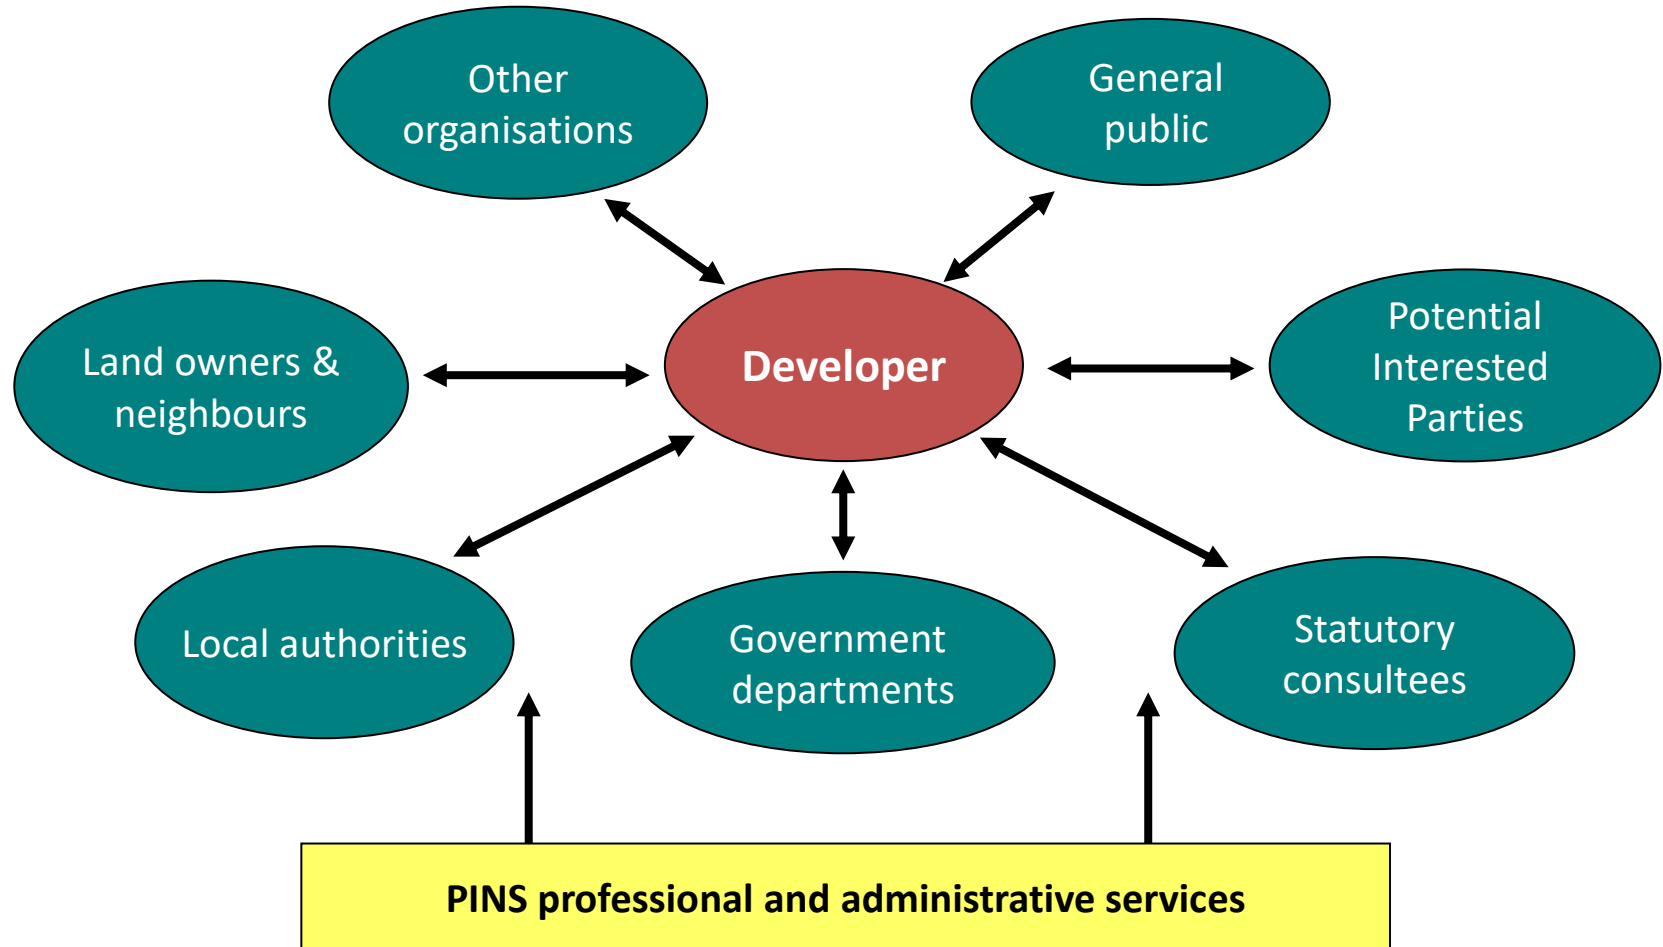 Other
organisations
General
public
Land owners &
neighbours
Developer
Potential
Interested
Parties
Local authorities
Government
departments
Statutory
consultees
PINS professional and administrative services